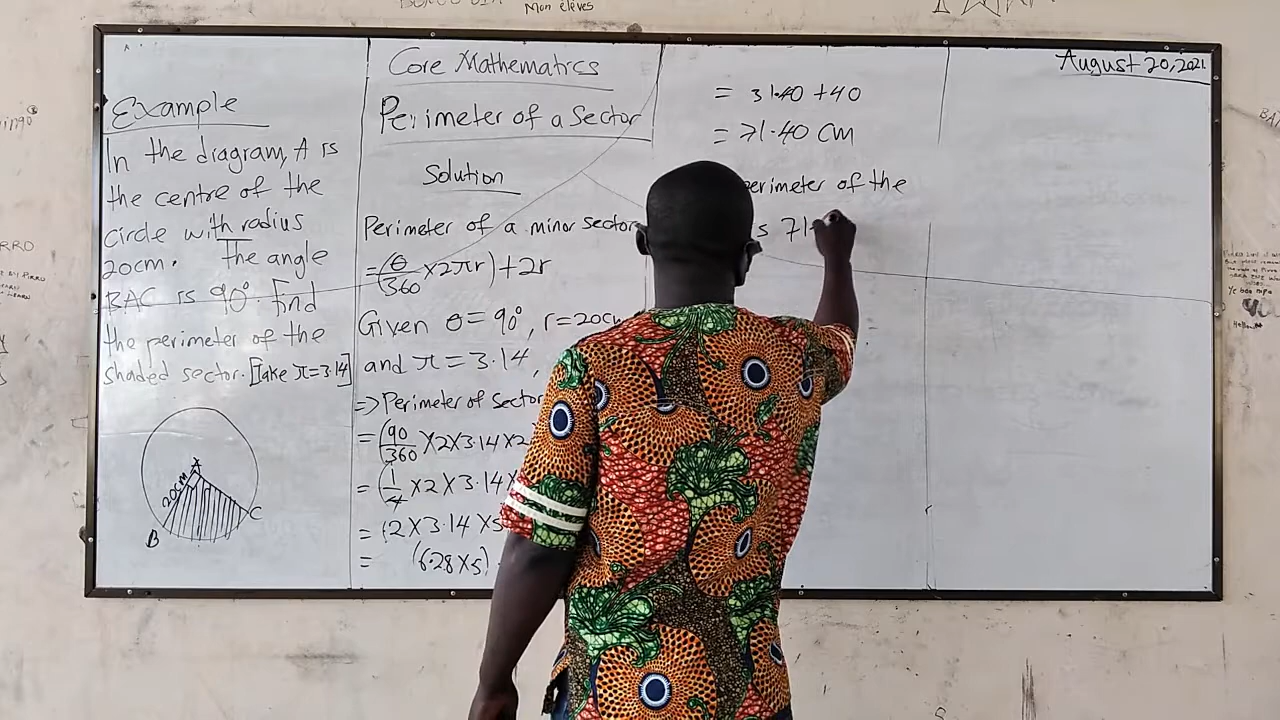 Mon élèves
August 20, 2021
Example
In the diagram, A is
the centre of the
circle with radius
20cm. The angle
BAC is 90°. Find
the perimeter of the
shaded sector. [Take π=3.14]
A
20cm
B
C
Core Mathematics
Perimeter of a Sector
Solution
Perimeter of a minor sector
=(θ/360 ×2πr)+2r
Given θ=90°, r=20cm
and π=3.14,
=> Perimeter of Sector
=(90/360 ×2×3.14×2
=(1/4 ×2×3.14×
=(2×3.14×5
= (6.28×5)
= 31.40 +40
= 71.40 cm
perimeter of the
71.